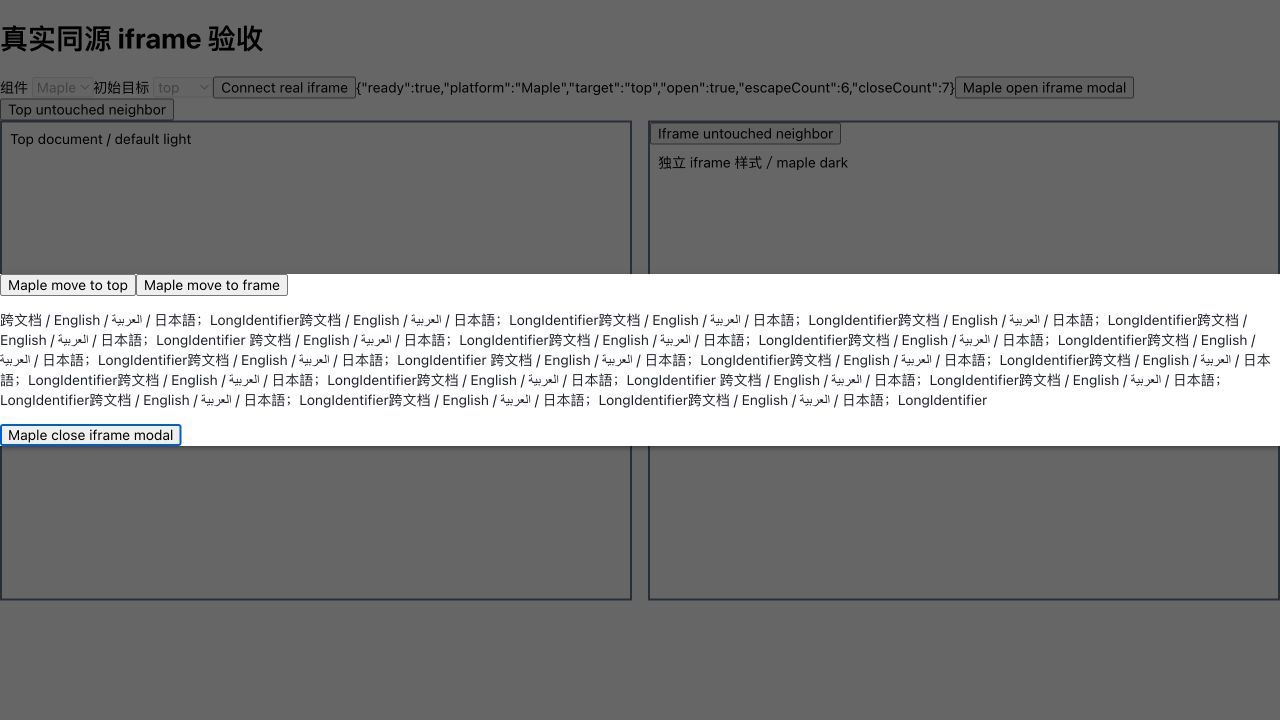 真实同源 iframe 验收
组件 Maple 初始目标 top Connect real iframe {"ready":true,"platform":"Maple","target":"top","open":true,"escapeCount":6,"closeCount":7} Maple open iframe modal
Top untouched neighbor
Top document / default light
Iframe untouched neighbor
独立 iframe 样式 / maple dark
Maple move to top Maple move to frame
跨文档 / English / العربية / 日本語；LongIdentifier跨文档 / English / العربية / 日本語；LongIdentifier跨文档 / English / العربية / 日本語；LongIdentifier跨文档 / English / العربية / 日本語；LongIdentifier跨文档 /
English / العربية / 日本語；LongIdentifier 跨文档 / English / العربية / 日本語；LongIdentifier跨文档 / English / العربية / 日本語；LongIdentifier跨文档 / English / العربية / 日本語；LongIdentifier跨文档 / English /
العربية / 日本語；LongIdentifier跨文档 / English / العربية / 日本語；LongIdentifier 跨文档 / English / العربية / 日本語；LongIdentifier跨文档 / English / العربية / 日本語；LongIdentifier跨文档 / English / العربية / 日本
語；LongIdentifier跨文档 / English / العربية / 日本語；LongIdentifier跨文档 / English / العربية / 日本語；LongIdentifier 跨文档 / English / العربية / 日本語；LongIdentifier跨文档 / English / العربية / 日本語；
LongIdentifier跨文档 / English / العربية / 日本語；LongIdentifier跨文档 / English / العربية / 日本語；LongIdentifier跨文档 / English / العربية / 日本語；LongIdentifier
Maple close iframe modal